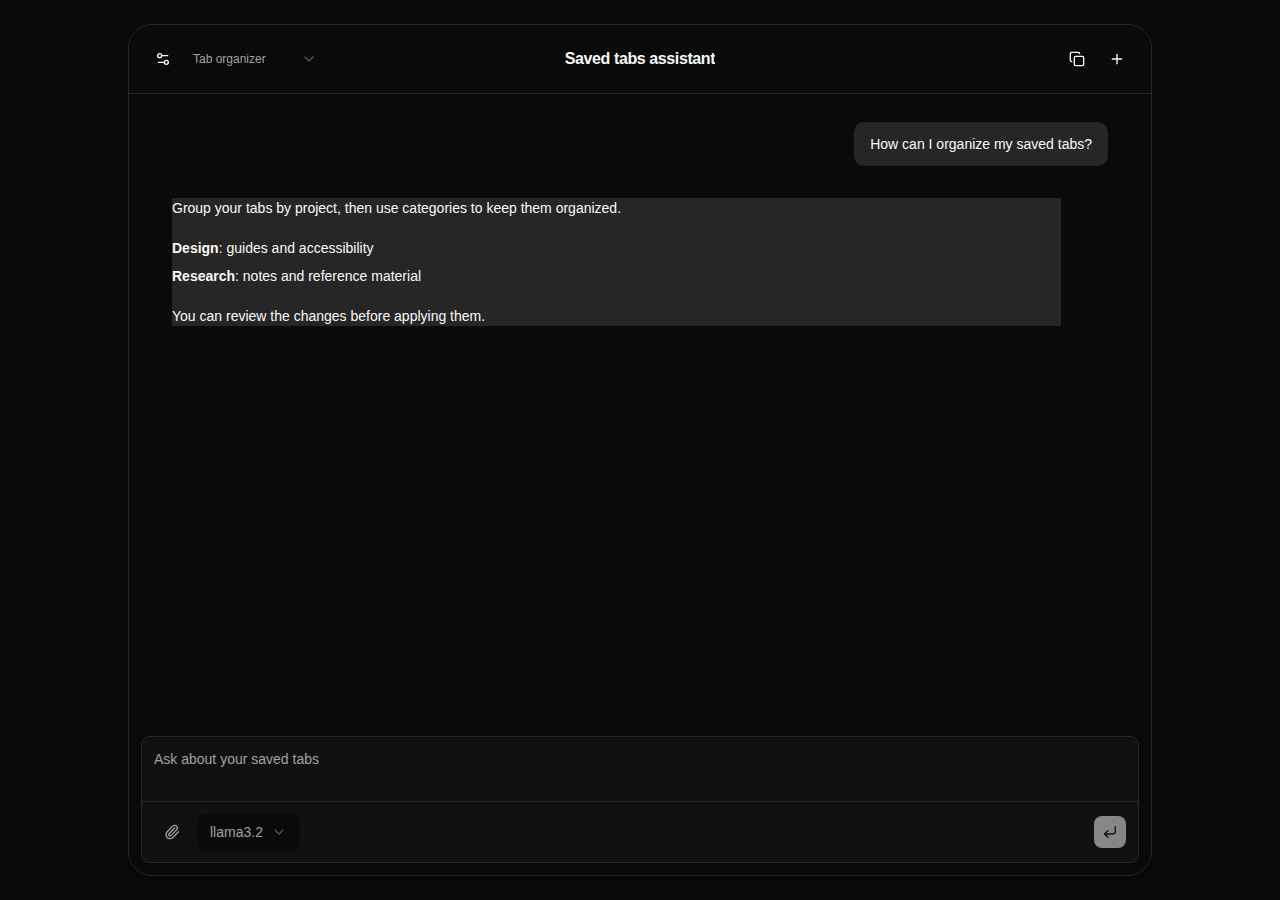 Tab organizer
Saved tabs assistant
How can I organize my saved tabs?
Group your tabs by project, then use categories to keep them organized.
Design: guides and accessibility
Research: notes and reference material
You can review the changes before applying them.
Ask about your saved tabs
llama3.2